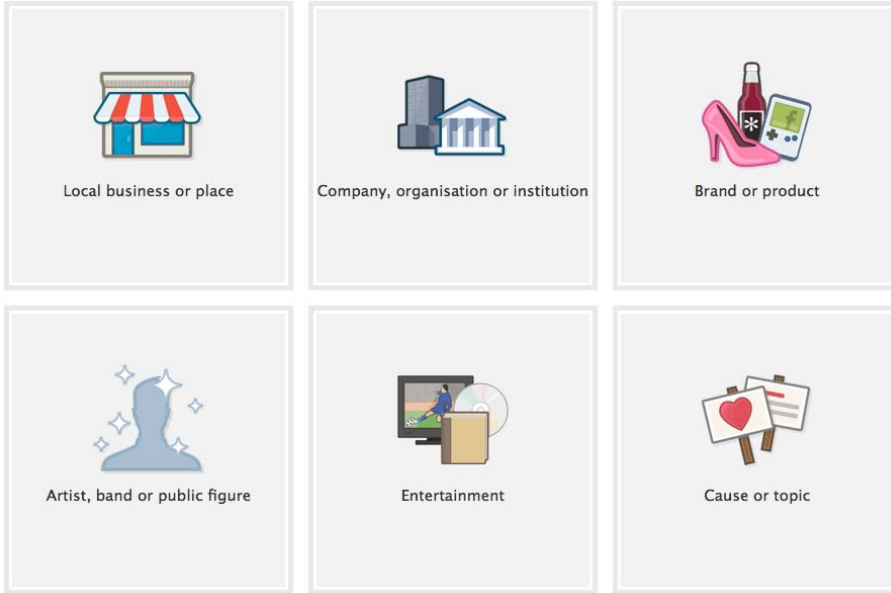 Local business or place
Company, organisation or institution
Brand or product
Artist, band or public figure
Entertainment
Cause or topic